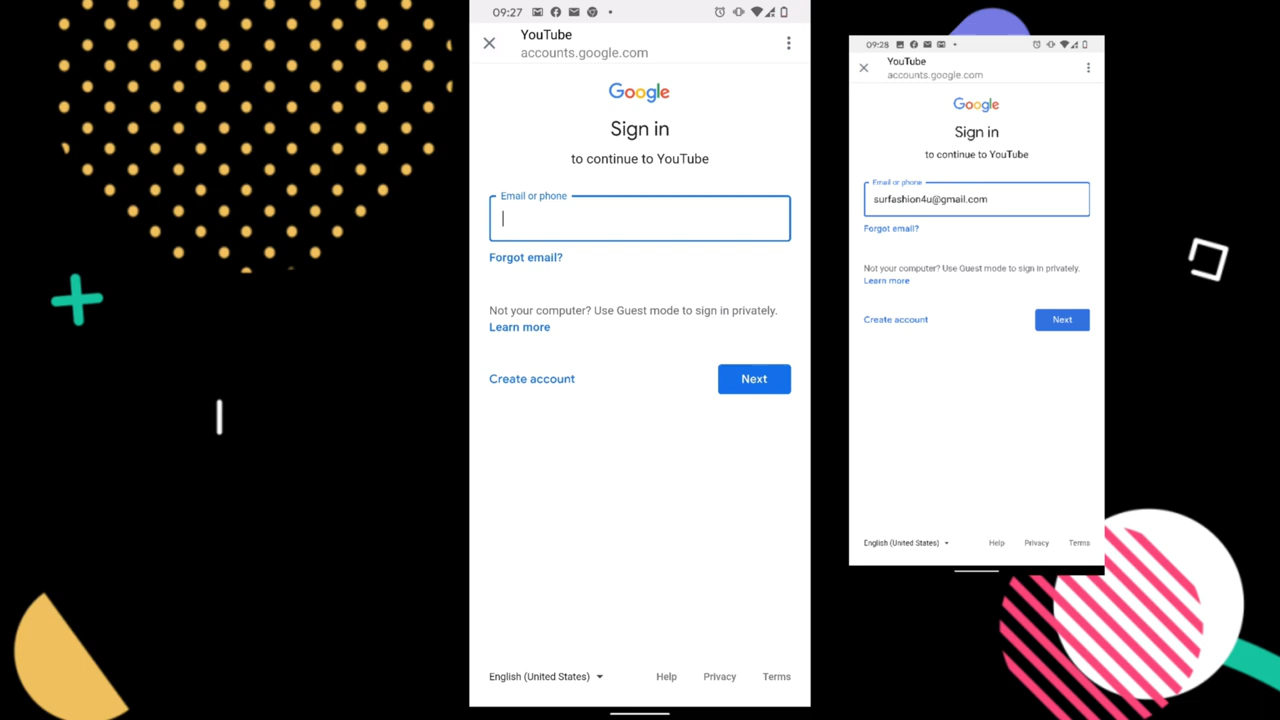 09:27
YouTube
accounts.google.com
Google
Sign in
to continue to YouTube
Email or phone
Forgot email?
Not your computer? Use Guest mode to sign in privately.
Learn more
Create account
Next
English (United States)
Help
Privacy
Terms
09:28
YouTube
accounts.google.com
Google
Sign in
to continue to YouTube
Email or phone
surfashion4u@gmail.com
Forgot email?
Not your computer? Use Guest mode to sign in privately.
Learn more
Create account
Next
English (United States)
Help
Privacy
Terms